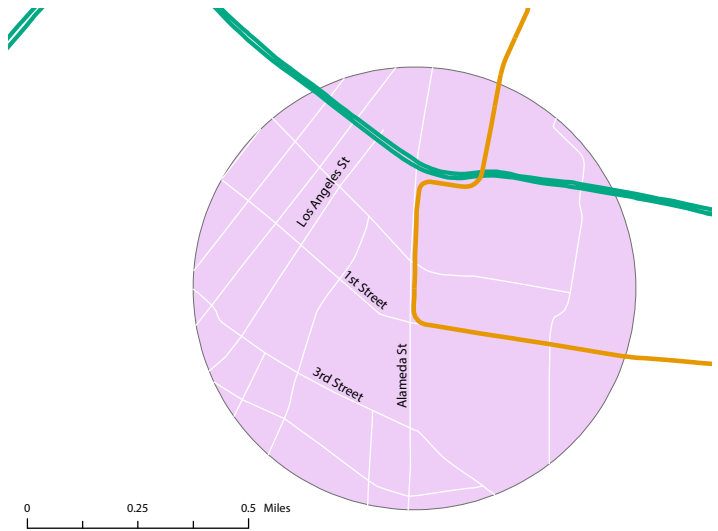 Los Angeles St
1st Street
Alameda St
3rd Street
0 0.25 0.5 Miles